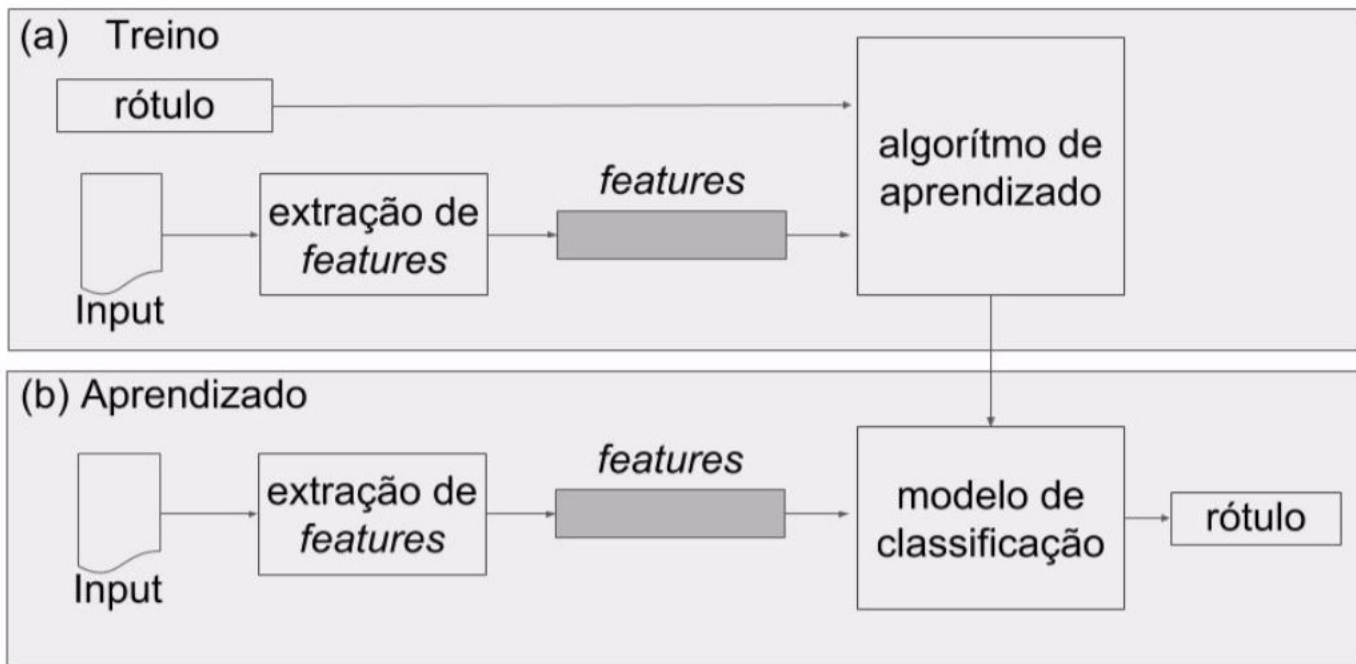 (a) Treino
rótulo
algorítmo de
aprendizado
features
extração de
features
Input
(b) Aprendizado
features
extração de
features
modelo de
classificação
rótulo
Input